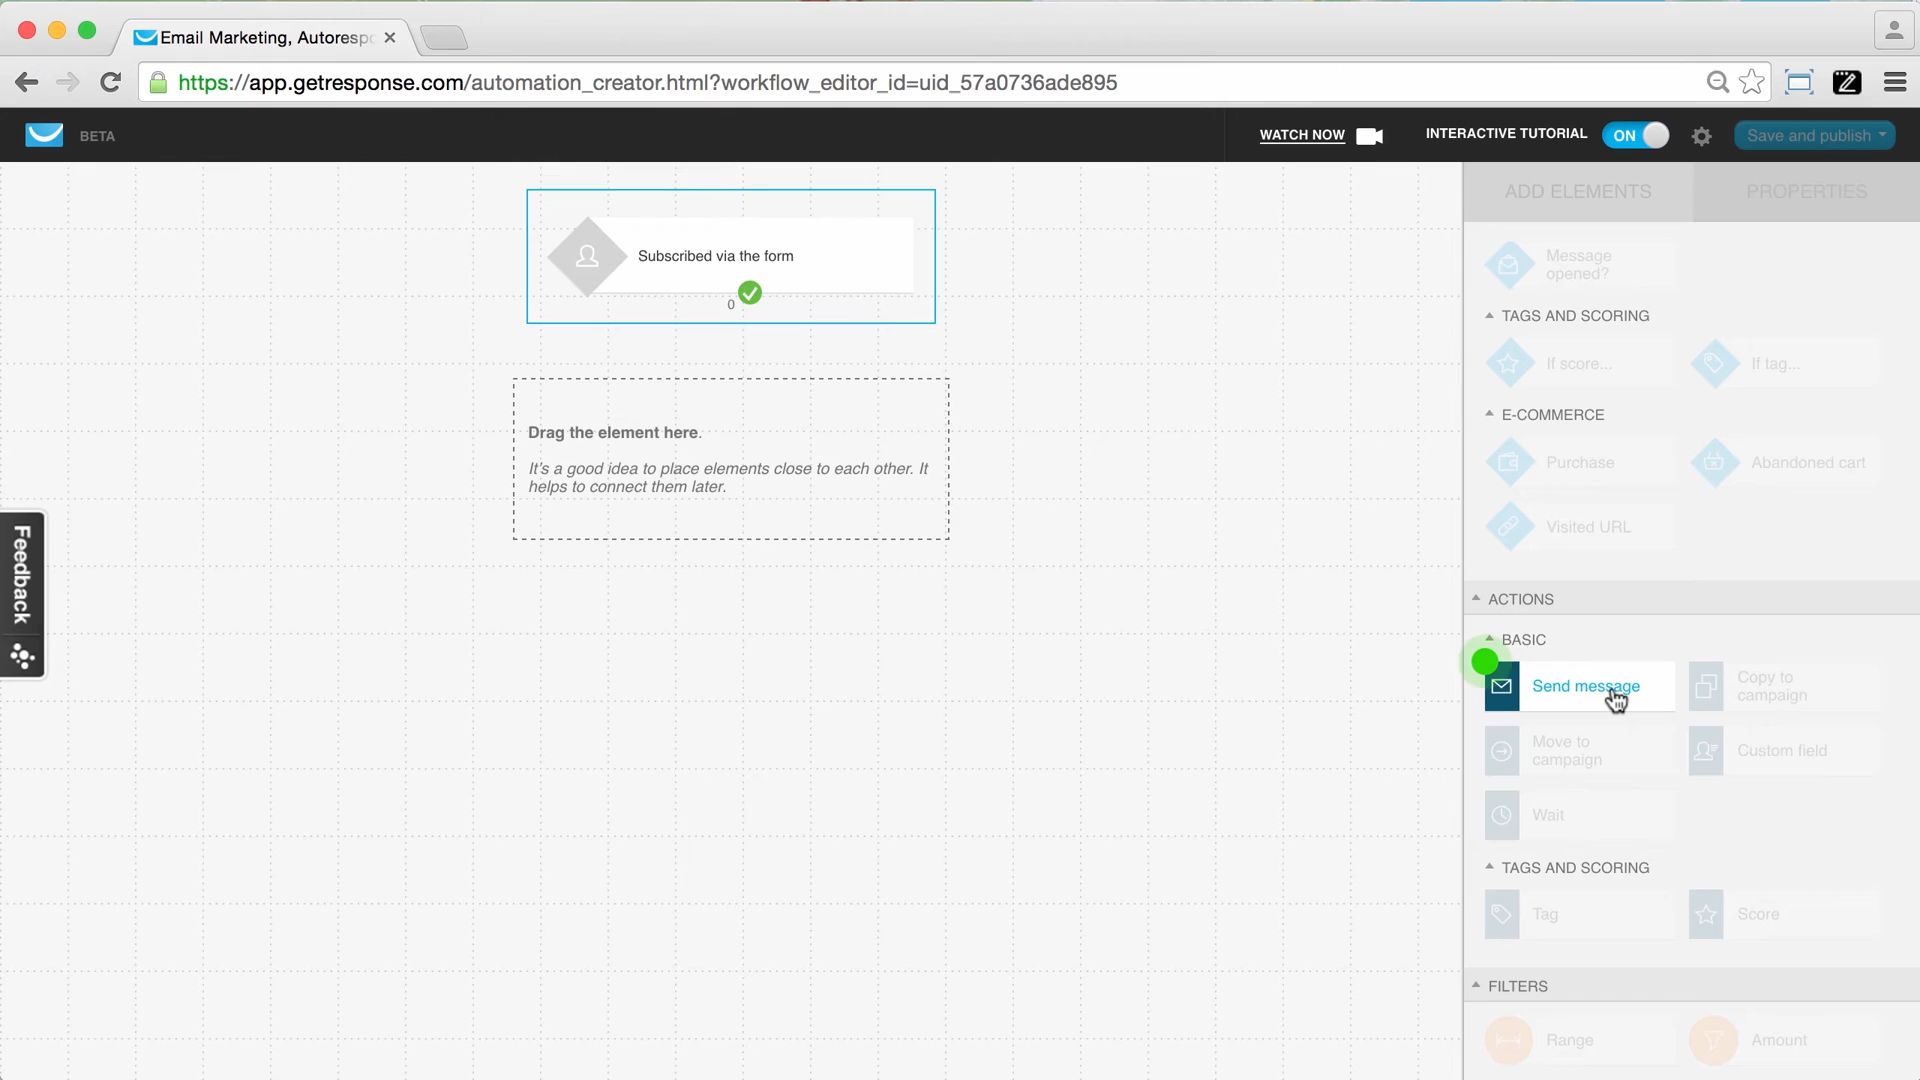 Email Marketing, Autoresp
https://app.getresponse.com/automation_creator.html?workflow_editor_id=uid_57a0736ade895
BETA
WATCH NOW
INTERACTIVE TUTORIAL
ON
Save and publish
ADD ELEMENTS
PROPERTIES
Subscribed via the form
0
Drag the element here.
It's a good idea to place elements close to each other. It
helps to connect them later.
Feedback
Message
opened?
TAGS AND SCORING
If score...
If tag...
E-COMMERCE
Purchase
Abandoned cart
Visited URL
ACTIONS
BASIC
Send message
Copy to
campaign
Move to
campaign
Custom field
Wait
TAGS AND SCORING
Tag
Score
FILTERS
Range
Amount